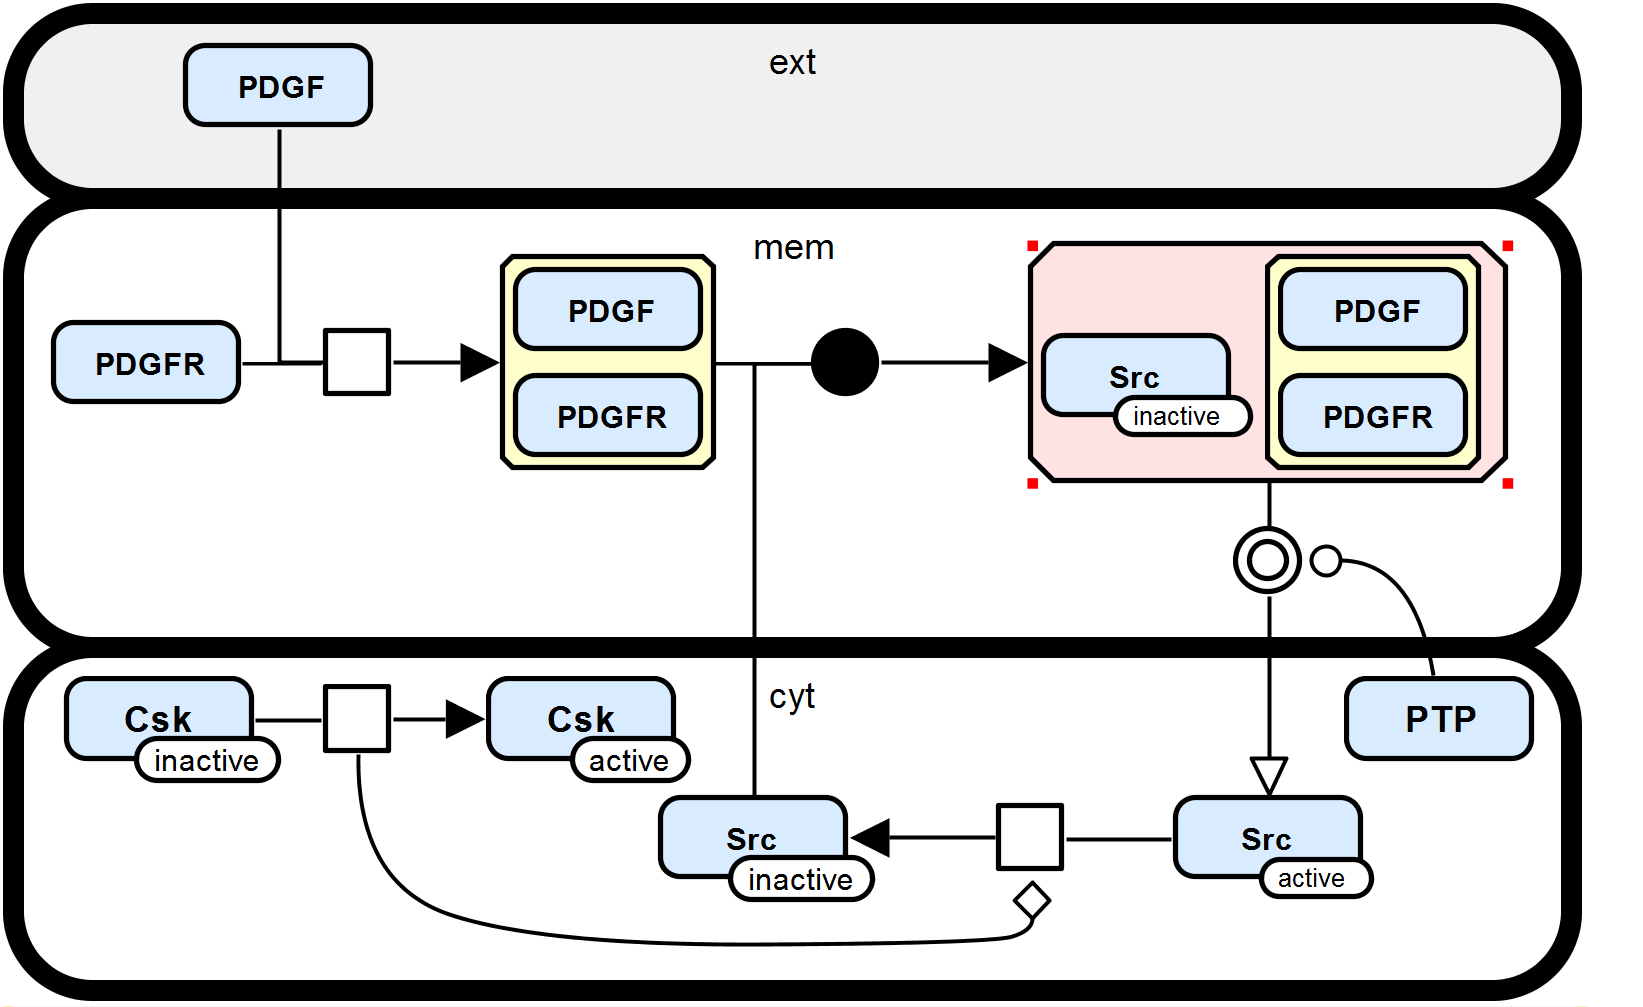 PDGF
ext
mem
PDGFR
PDGF
PDGFR
Src
inactive
PDGF
PDGFR
Csk
inactive
Csk
active
cyt
PTP
Src
inactive
Src
active